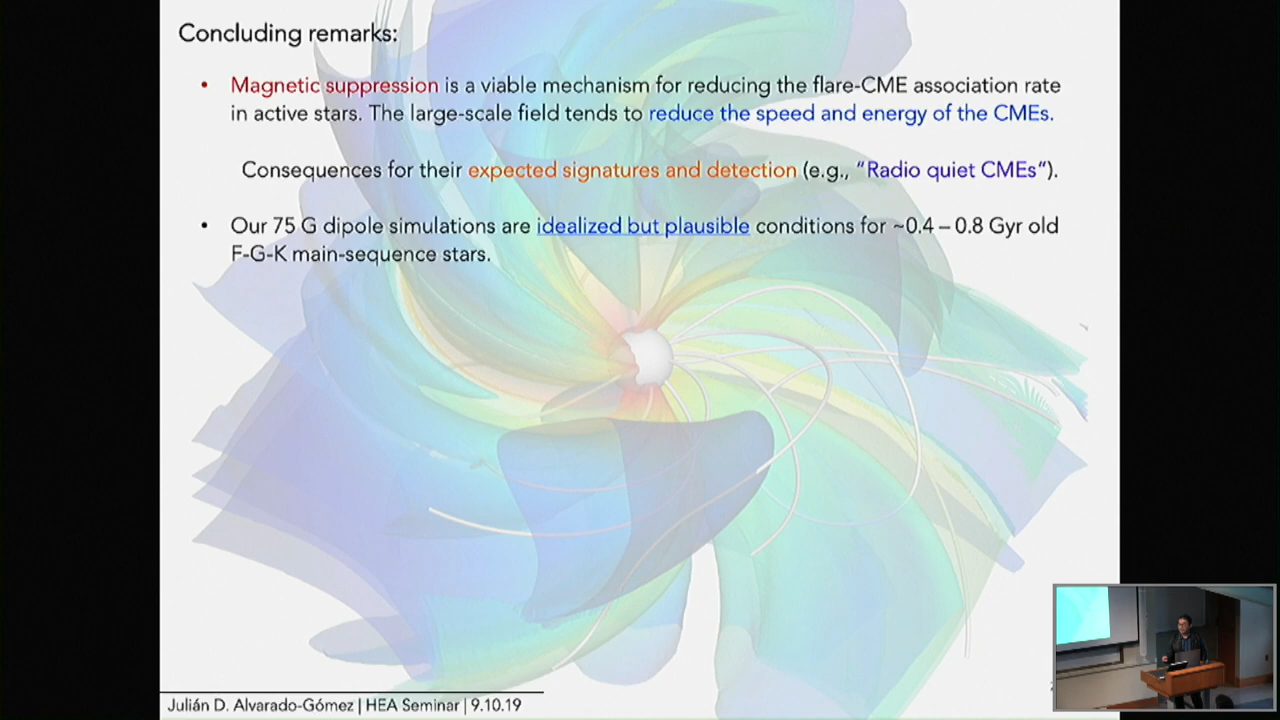 Concluding remarks:
• Magnetic suppression is a viable mechanism for reducing the flare-CME association rate
in active stars. The large-scale field tends to reduce the speed and energy of the CMEs.
Consequences for their expected signatures and detection (e.g., “Radio quiet CMEs“).
• Our 75 G dipole simulations are idealized but plausible conditions for ~0.4 – 0.8 Gyr old
F-G-K main-sequence stars.
Julián D. Alvarado-Gómez | HEA Seminar | 9.10.19